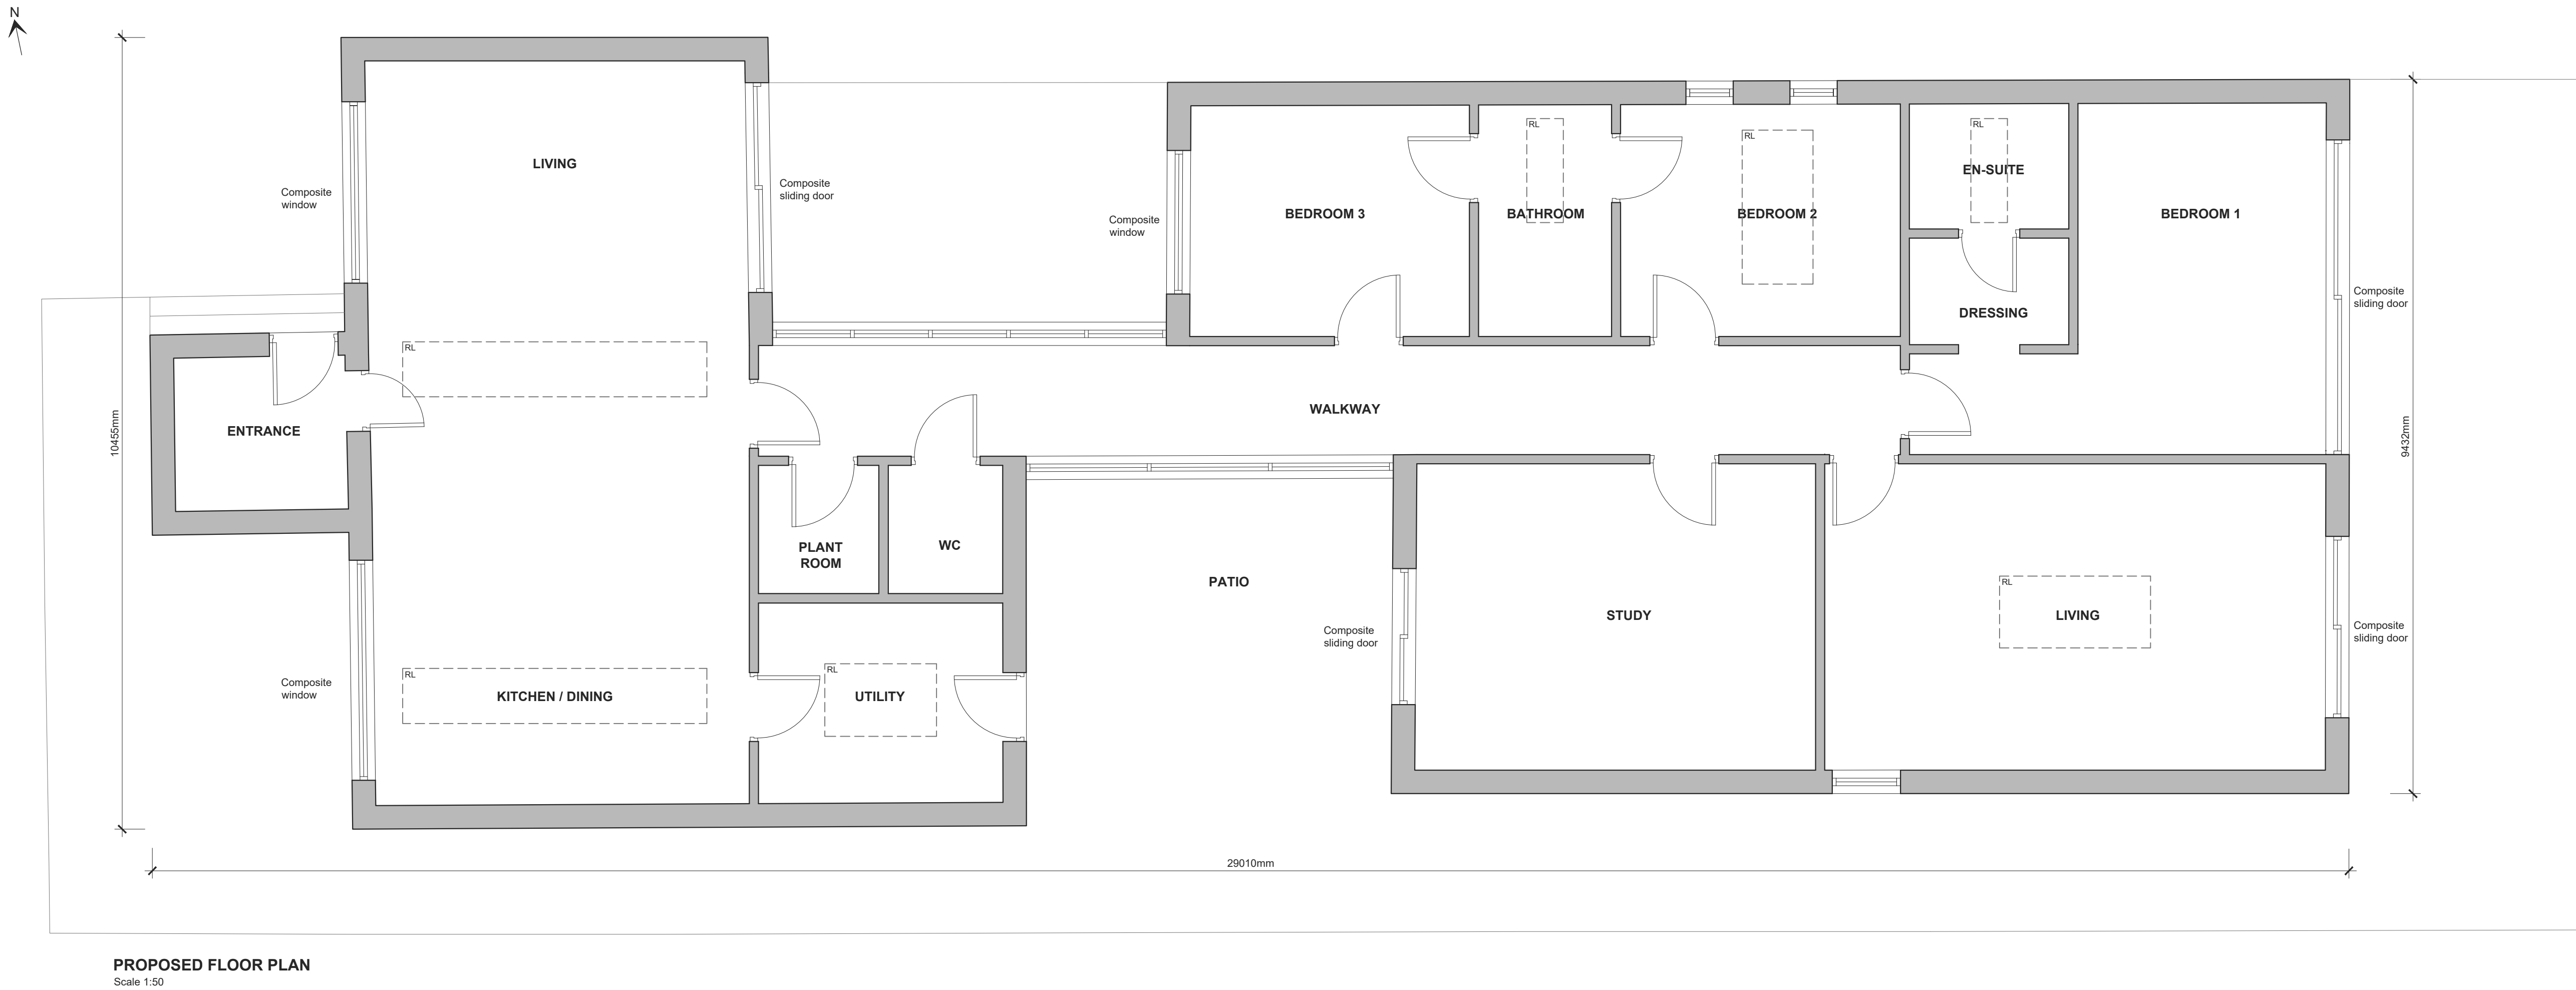 N
LIVING
Composite
window
Composite
sliding door
Composite
window
BEDROOM 3
RL
BATHROOM
RL
BEDROOM 2
RL
EN-SUITE
BEDROOM 1
Composite
sliding door
DRESSING
RL
ENTRANCE
WALKWAY
10455mm
9432mm
PLANT
ROOM
WC
PATIO
Composite
sliding door
STUDY
RL
LIVING
Composite
sliding door
Composite
window
RL
KITCHEN / DINING
RL
UTILITY
29010mm
PROPOSED FLOOR PLAN
Scale 1:50